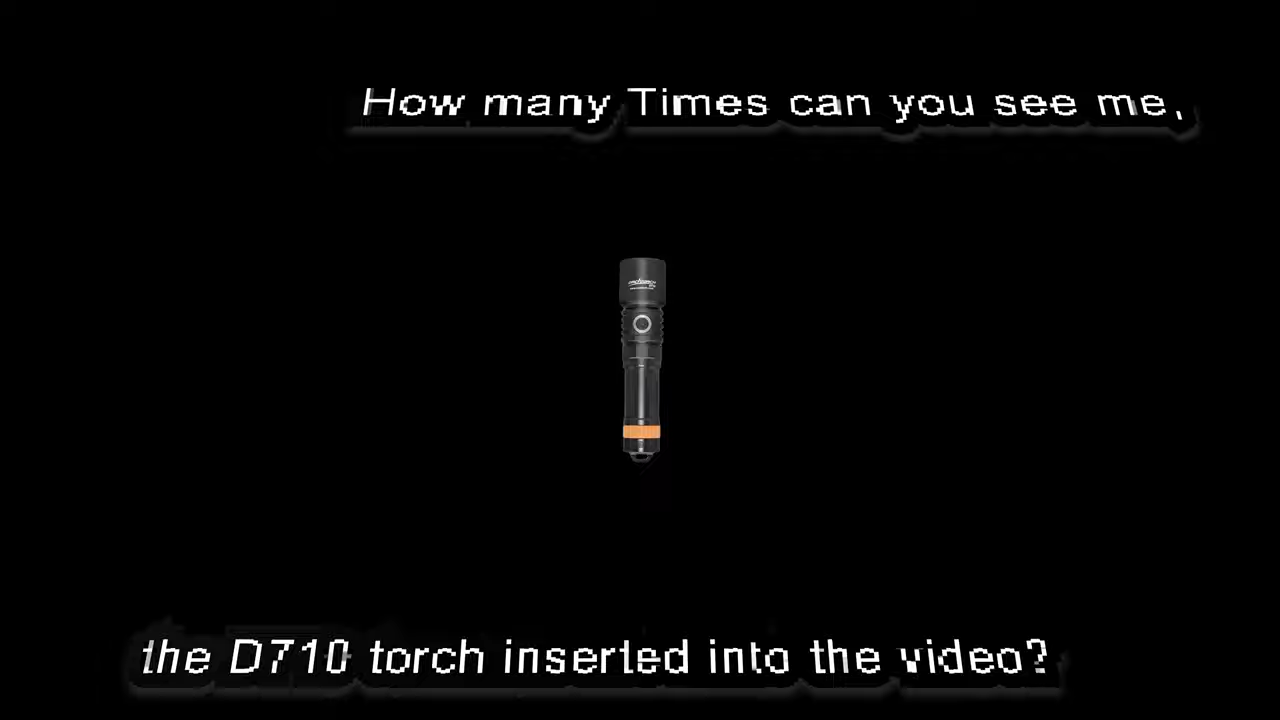 How many Times can you see me,
the D710 torch inserted into the video?